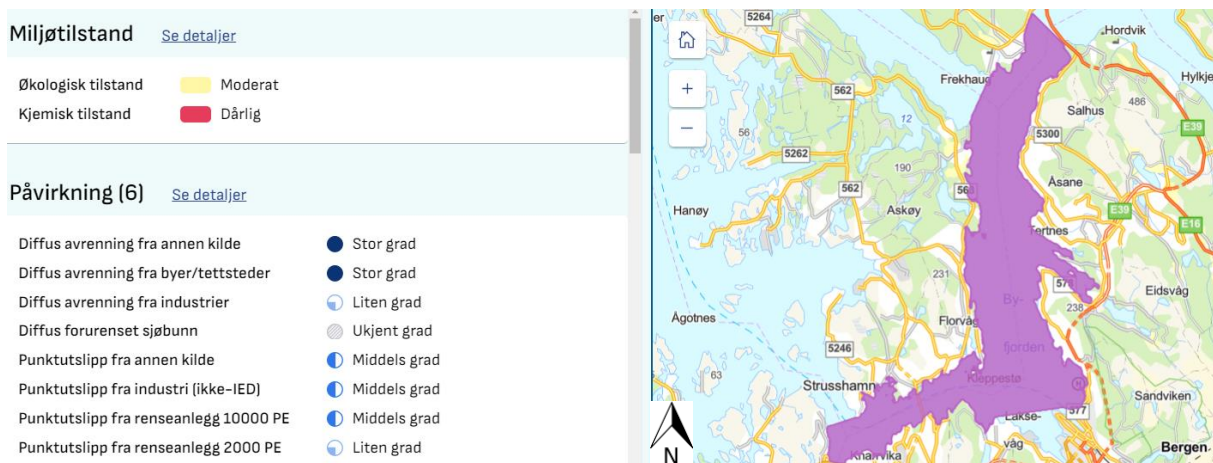 Miljøtilstand Se detaljer
Økologisk tilstand Moderat
Kjemisk tilstand Dårlig
Påvirkning (6) Se detaljer
Diffus avrenning fra annen kilde Stor grad
Diffus avrenning fra byer/tettsteder Stor grad
Diffus avrenning fra industrier Liten grad
Diffus forurenset sjøbunn Ukjent grad
Punktutslipp fra annen kilde Middels grad
Punktutslipp fra industri (ikke-IED) Middels grad
Punktutslipp fra renseanlegg 10000 PE Middels grad
Punktutslipp fra renseanlegg 2000 PE Liten grad
5264
Hordvik
Frekhaug
Hylkje
562
Salhus
486
12
E39
56
5300
5262
190
562
Åsane
Hanøy
Askøy
E39
E16
231
Eidsvåg
By-
238
Ågotnes
Florvåg
fjorden
5246
63
Kleppestø
Strusshamn
Sandviken
577
Lakse-
våg
Bergen
N